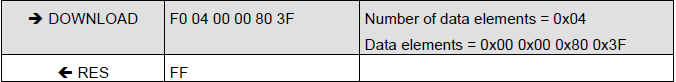 ➔ DOWNLOAD F0 04 00 00 80 3F Number of data elements = 0x04
Data elements = 0x00 0x00 0x80 0x3F
🡰 RES FF